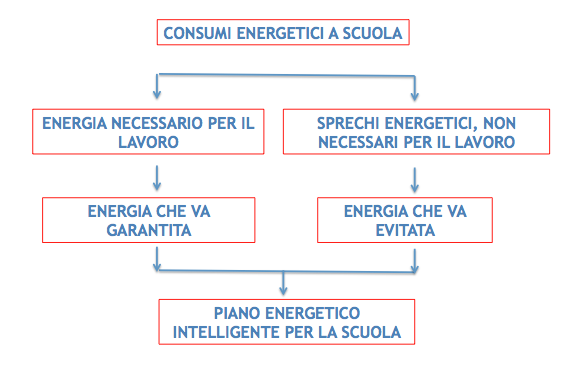 CONSUMI ENERGETICI A SCUOLA
ENERGIA NECESSARIO PER IL
LAVORO
SPRECHI ENERGETICI, NON
NECESSARI PER IL LAVORO
ENERGIA CHE VA
GARANTITA
ENERGIA CHE VA
EVITATA
PIANO ENERGETICO
INTELLIGENTE PER LA SCUOLA